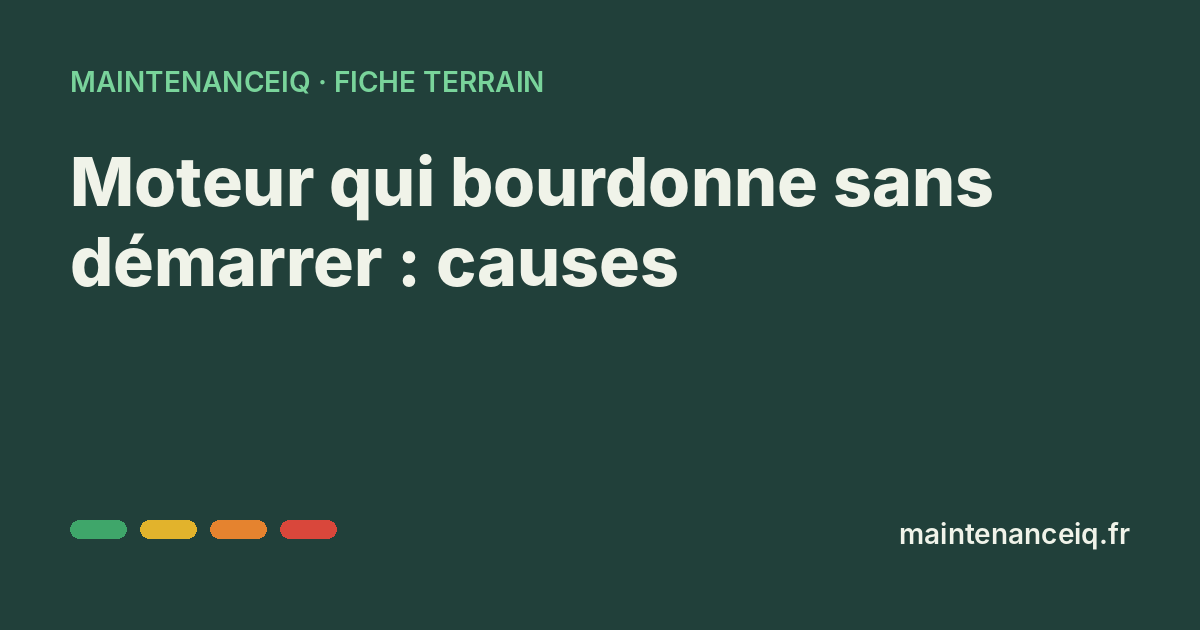 MAINTENANCEIQ · FICHE TERRAIN
Moteur qui bourdonne sans
démarrer : causes
maintenanceiq.fr